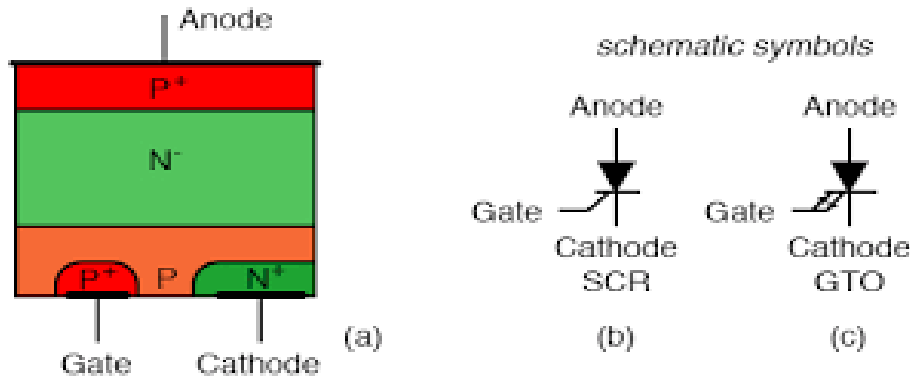 Anode
P+
N-
P+ P N+
Gate Cathode
(a)
schematic symbols
Anode
Gate
Cathode
SCR
(b)
Anode
Gate
Cathode
GTO
(c)